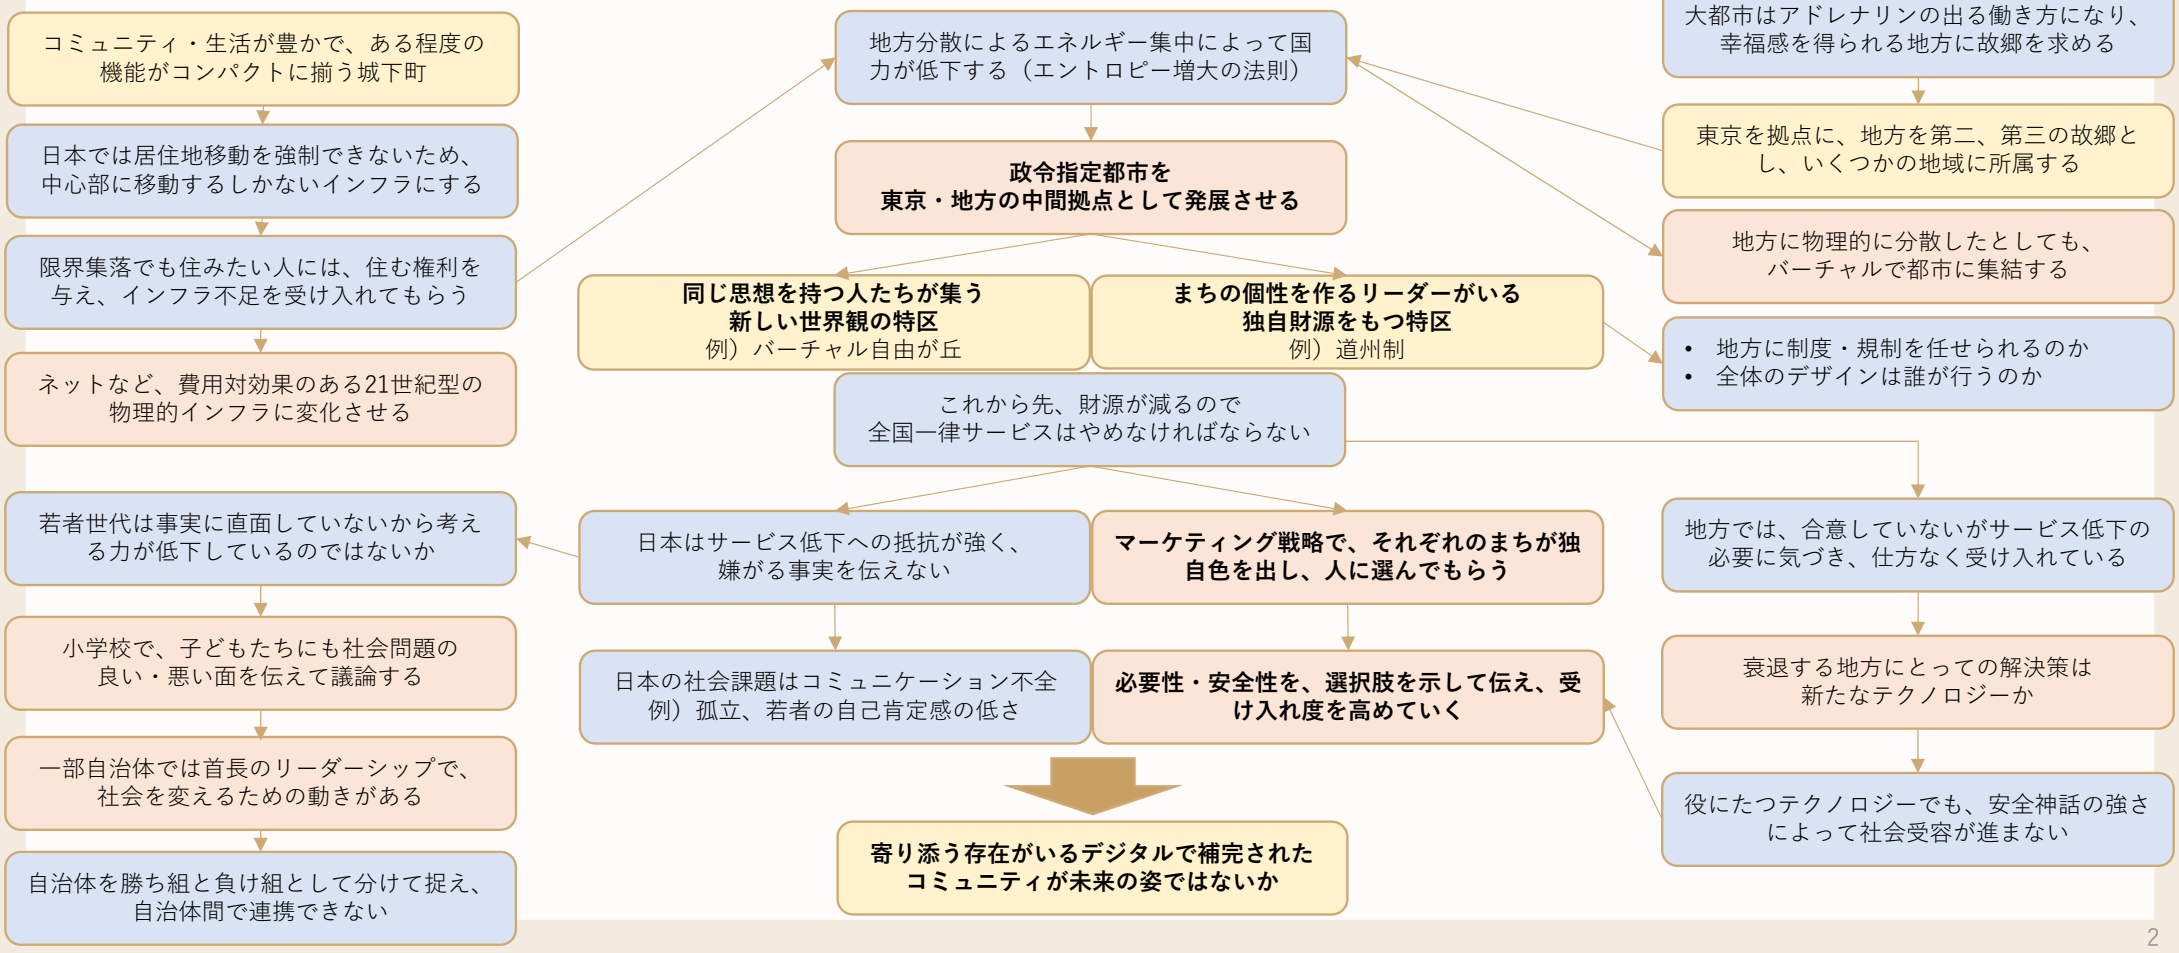 コミュニティ・生活が豊かで、ある程度の
機能がコンパクトに揃う城下町
日本では居住地移動を強制できないため、
中心部に移動するしかないインフラにする
限界集落でも住みたい人には、住む権利を
与え、インフラ不足を受け入れてもらう
ネットなど、費用対効果のある21世紀型の
物理的インフラに変化させる
若者世代は事実に直面していないから考え
る力が低下しているのではないか
小学校で、子どもたちにも社会問題の
良い・悪い面を伝えて議論する
一部自治体では首長のリーダーシップで、
社会を変えるための動きがある
自治体を勝ち組と負け組として分けて捉え、
自治体間で連携できない
地方分散によるエネルギー集中によって国
力が低下する（エントロピー増大の法則）
政令指定都市を
東京・地方の中間拠点として発展させる
同じ思想を持つ人たちが集う
新しい世界観の特区
例）バーチャル自由が丘
まちの個性を作るリーダーがいる
独自財源をもつ特区
例）道州制
これから先、財源が減るので
全国一律サービスはやめなければならない
日本はサービス低下への抵抗が強く、
嫌がる事実を伝えない
マーケティング戦略で、それぞれのまちが独
自色を出し、人に選んでもらう
日本の社会課題はコミュニケーション不全
例）孤立、若者の自己肯定感の低さ
必要性・安全性を、選択肢を示して伝え、受
け入れ度を高めていく
寄り添う存在がいるデジタルで補完された
コミュニティが未来の姿ではないか
大都市はアドレナリンの出る働き方になり、
幸福感を得られる地方に故郷を求める
東京を拠点に、地方を第二、第三の故郷と
し、いくつかの地域に所属する
地方に物理的に分散したとしても、
バーチャルで都市に集結する
• 地方に制度・規制を任せられるのか
• 全体のデザインは誰が行うのか
地方では、合意していないがサービス低下の
必要に気づき、仕方なく受け入れている
衰退する地方にとっての解決策は
新たなテクノロジーか
役にたつテクノロジーでも、安全神話の強さ
によって社会受容が進まない
2